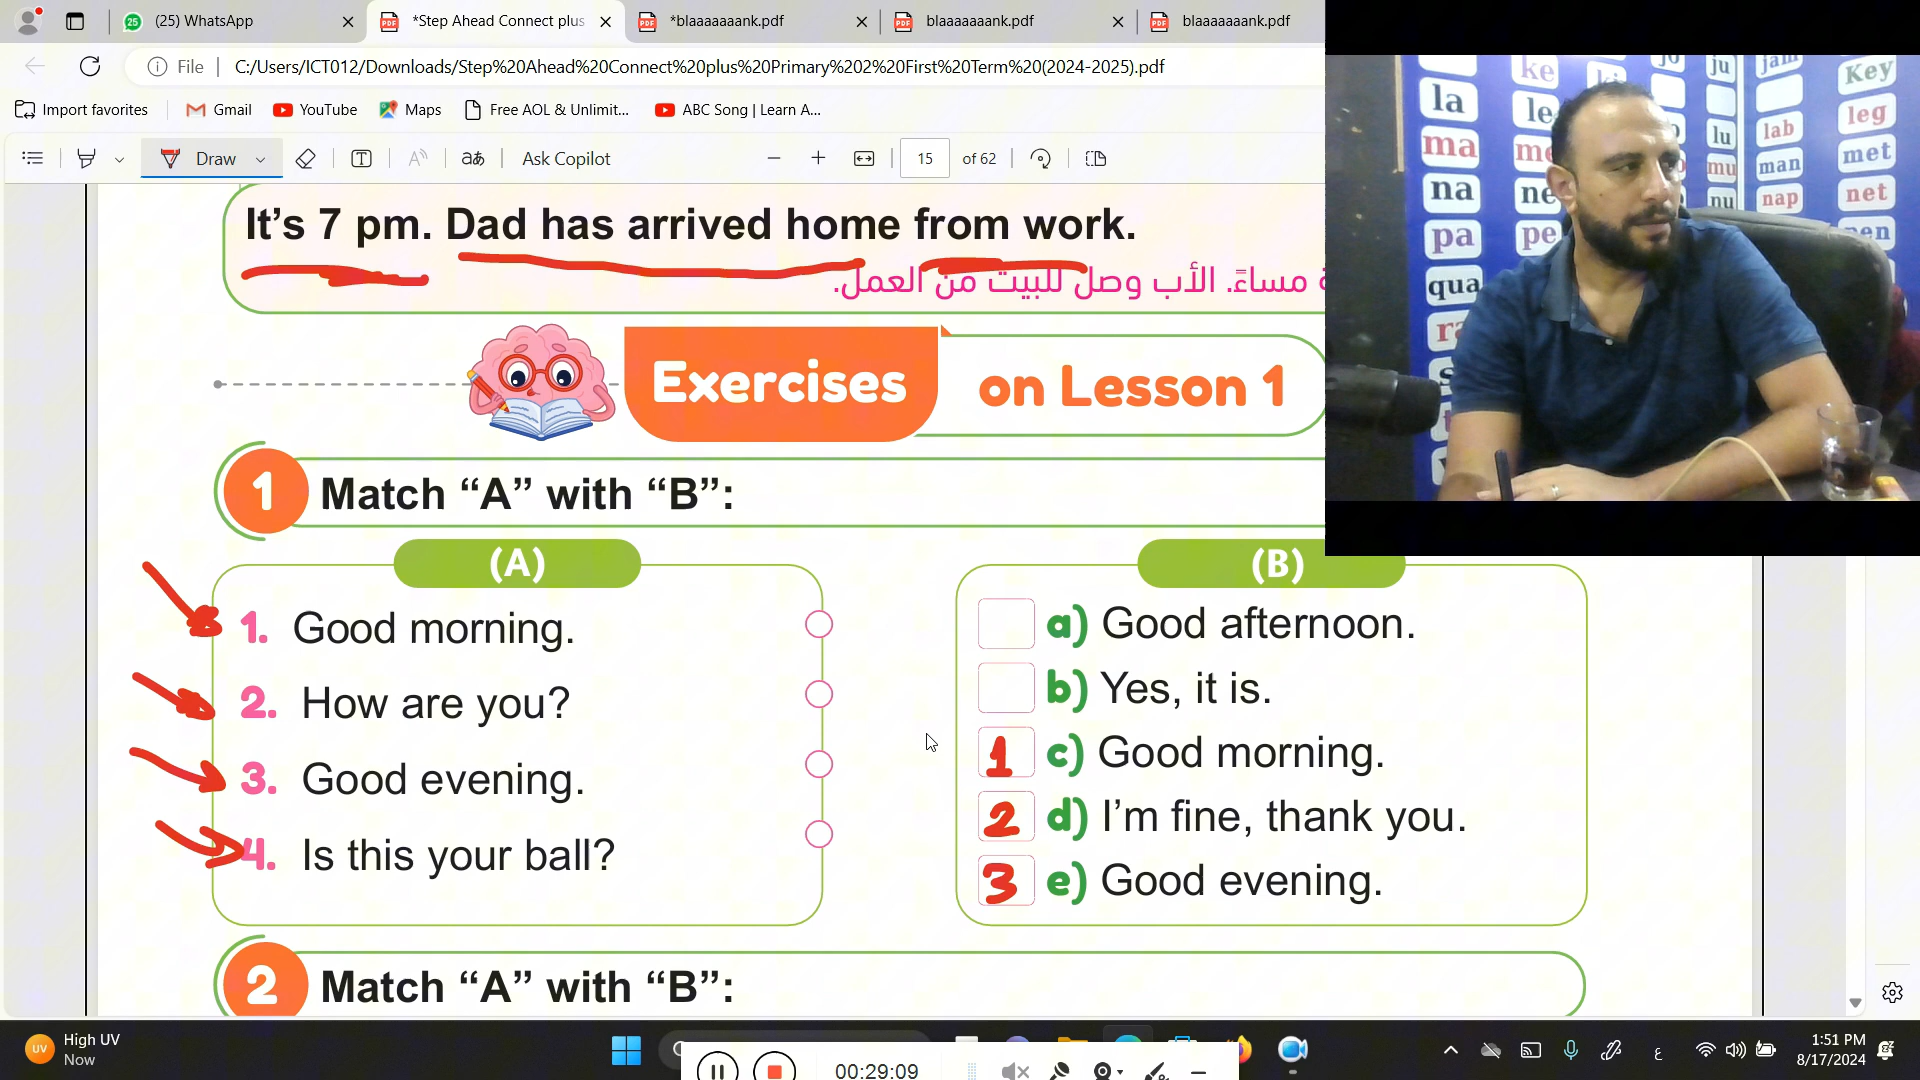 (25) WhatsApp
*Step Ahead Connect plus
*blaaaaaaank.pdf
blaaaaaaank.pdf
blaaaaaaank.pdf
File
C:/Users/ICT012/Downloads/Step%20Ahead%20Connect%20plus%20Primary%202%20First%20Term%20(2024-2025).pdf
Import favorites
Gmail
YouTube
Maps
Free AOL & Unlimit...
ABC Song | Learn A...
Draw
Ask Copilot
15
of 62
It's 7 pm. Dad has arrived home from work.
مساءً. الأب وصل للبيت من العمل.
Exercises
on Lesson 1
1
Match “A” with “B”:
(A)
1. Good morning.
2. How are you?
3. Good evening.
4. Is this your ball?
(B)
a) Good afternoon.
b) Yes, it is.
1 c) Good morning.
2 d) I'm fine, thank you.
3 e) Good evening.
2
Match “A” with “B”:
ke
ju
jam
Key
la
le
lu
lab
leg
ma
me
mu
man
met
na
ne
nu
nap
net
pa
pe
qua
UV
High UV
Now
00:29:09
ع
1:51 PM
8/17/2024